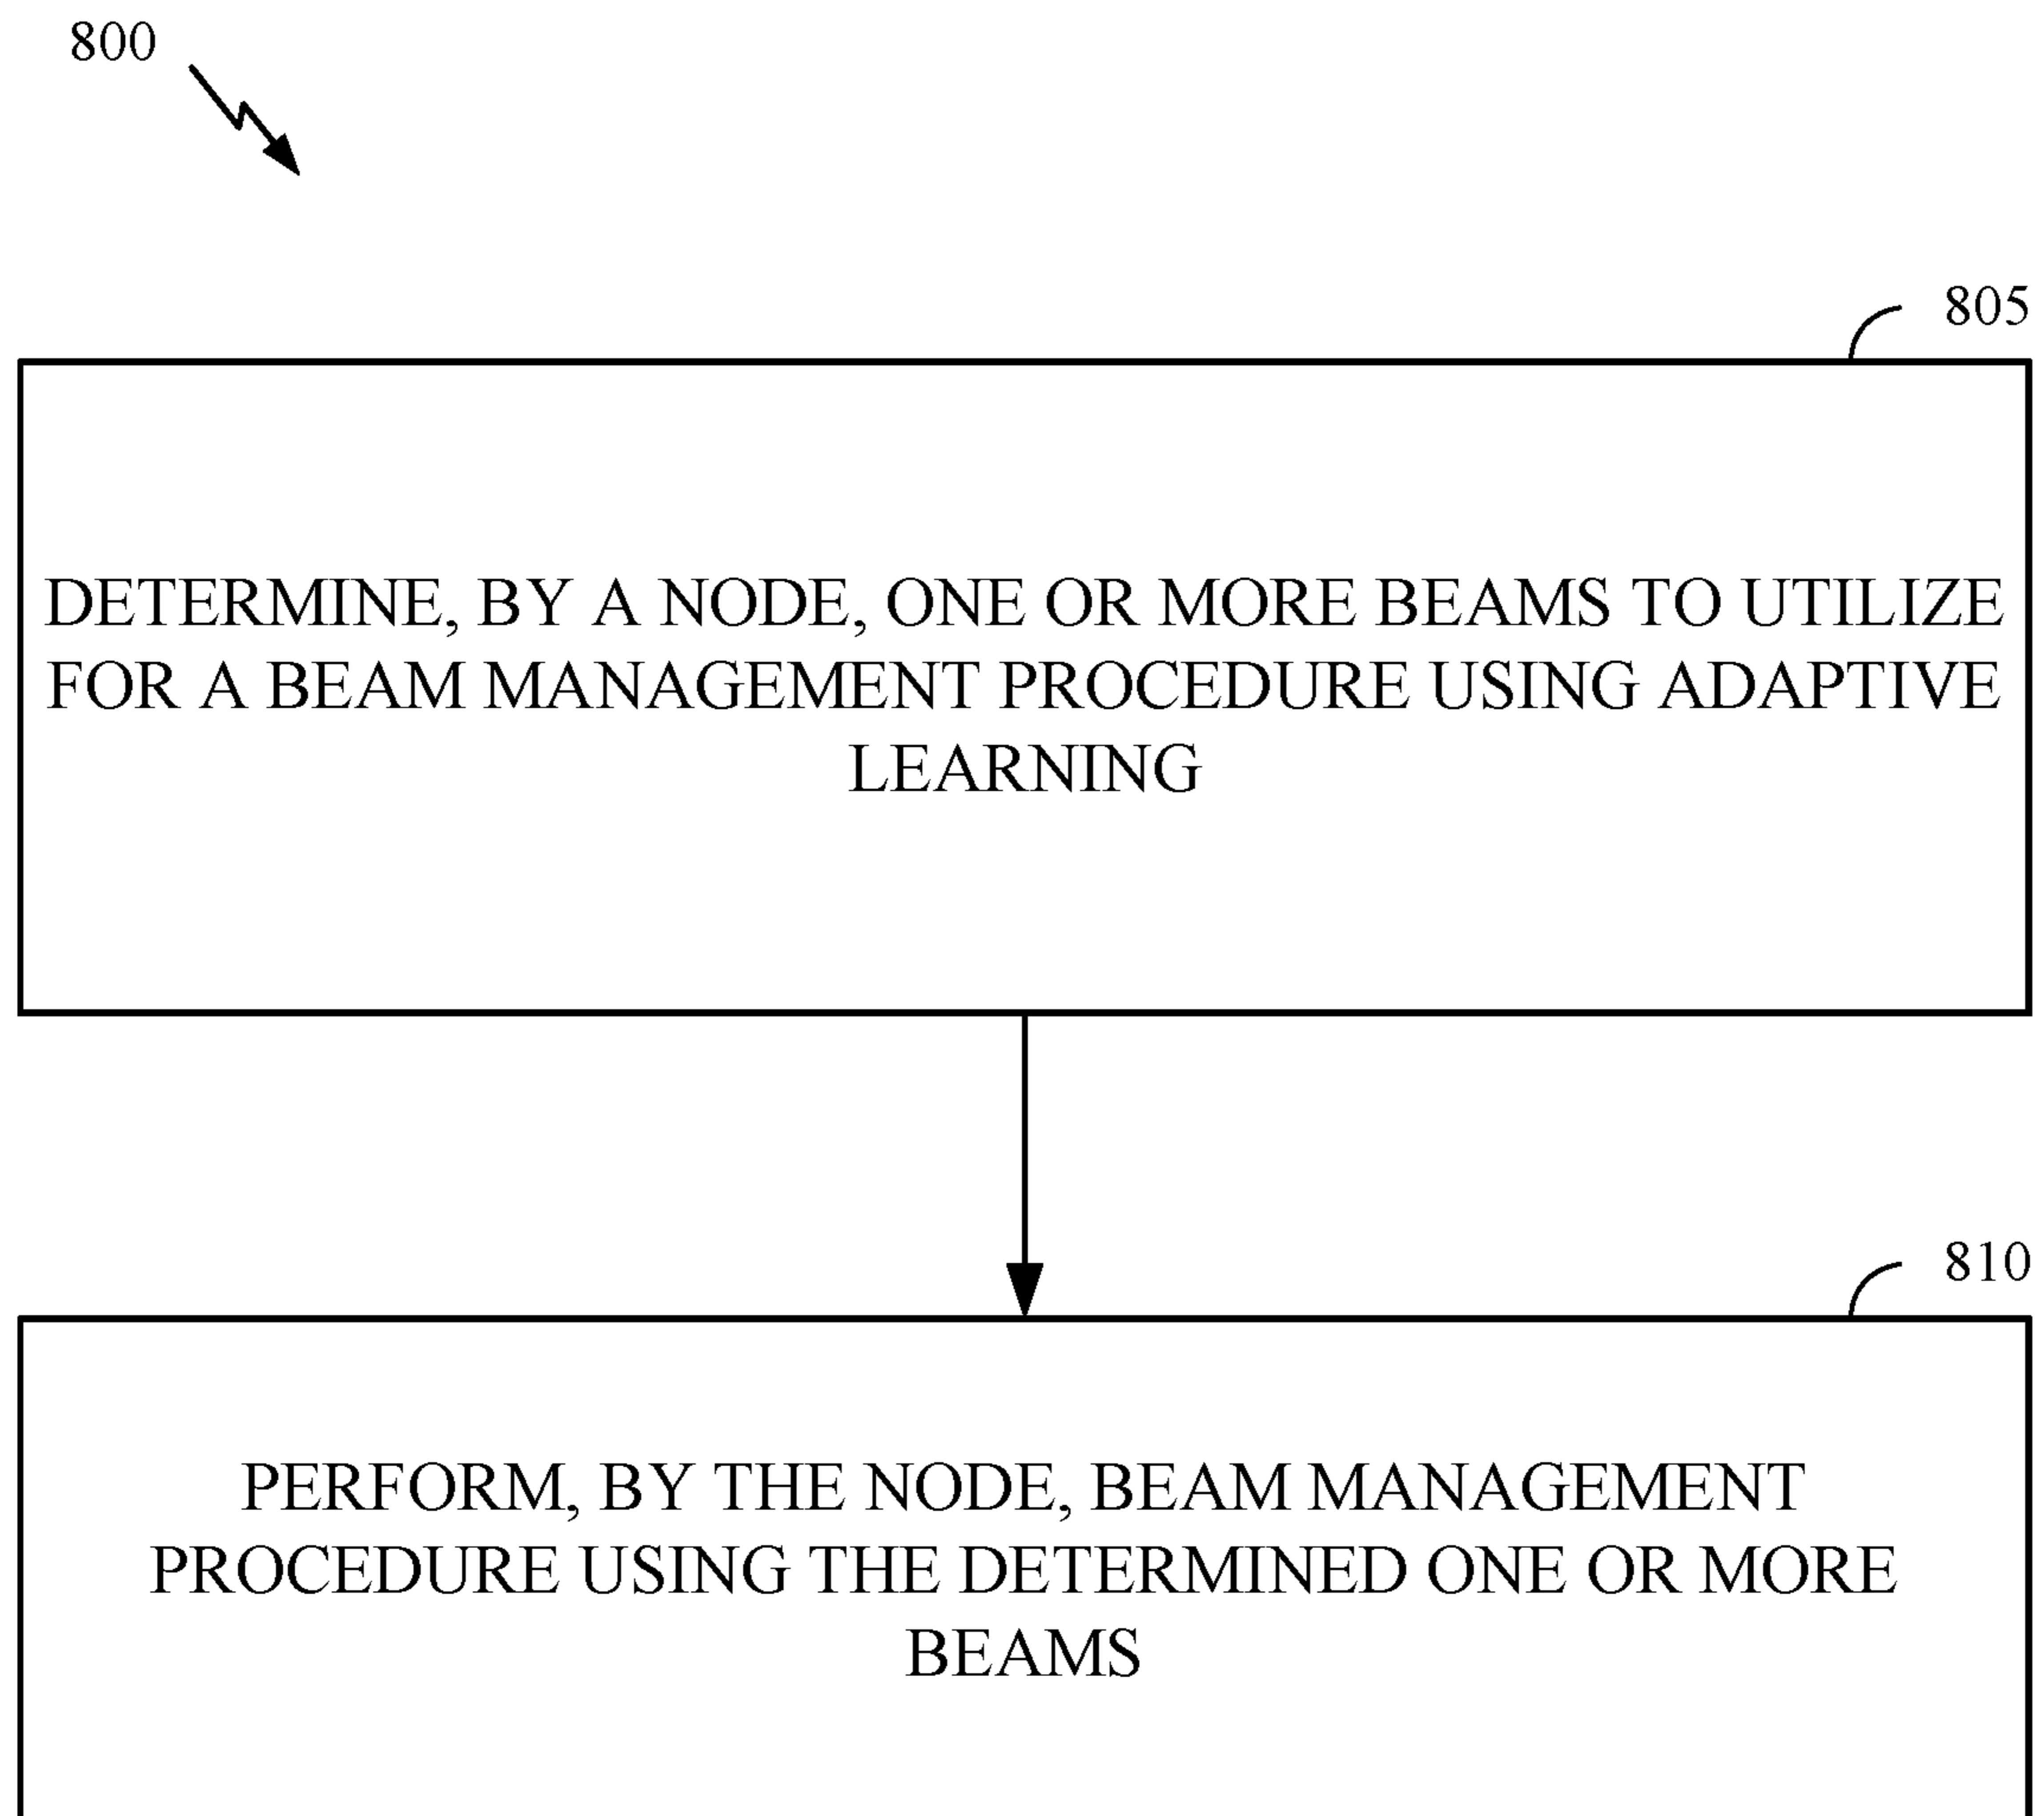 800
805
DETERMINE, BY A NODE, ONE OR MORE BEAMS TO UTILIZE
FOR A BEAM MANAGEMENT PROCEDURE USING ADAPTIVE
LEARNING
810
PERFORM, BY THE NODE, BEAM MANAGEMENT
PROCEDURE USING THE DETERMINED ONE OR MORE
BEAMS